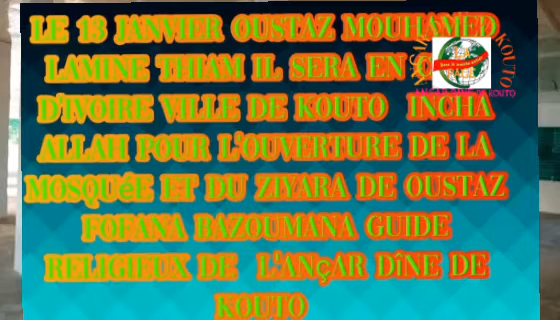 LE 13 JANVIER OUSTAZ MOUHAMED
LAMINE THIAM IL SERA EN
D'IVOIRE VILLE DE KOUTO INCHA
ALLAH POUR L'OUVERTURE DE LA
MOSQUéE ET DU ZIYARA DE OUSTAZ
FOFANA BAZOUMANA GUIDE
RELIGIEUX DE L'ANÇAR DÎNE DE
KOUTO